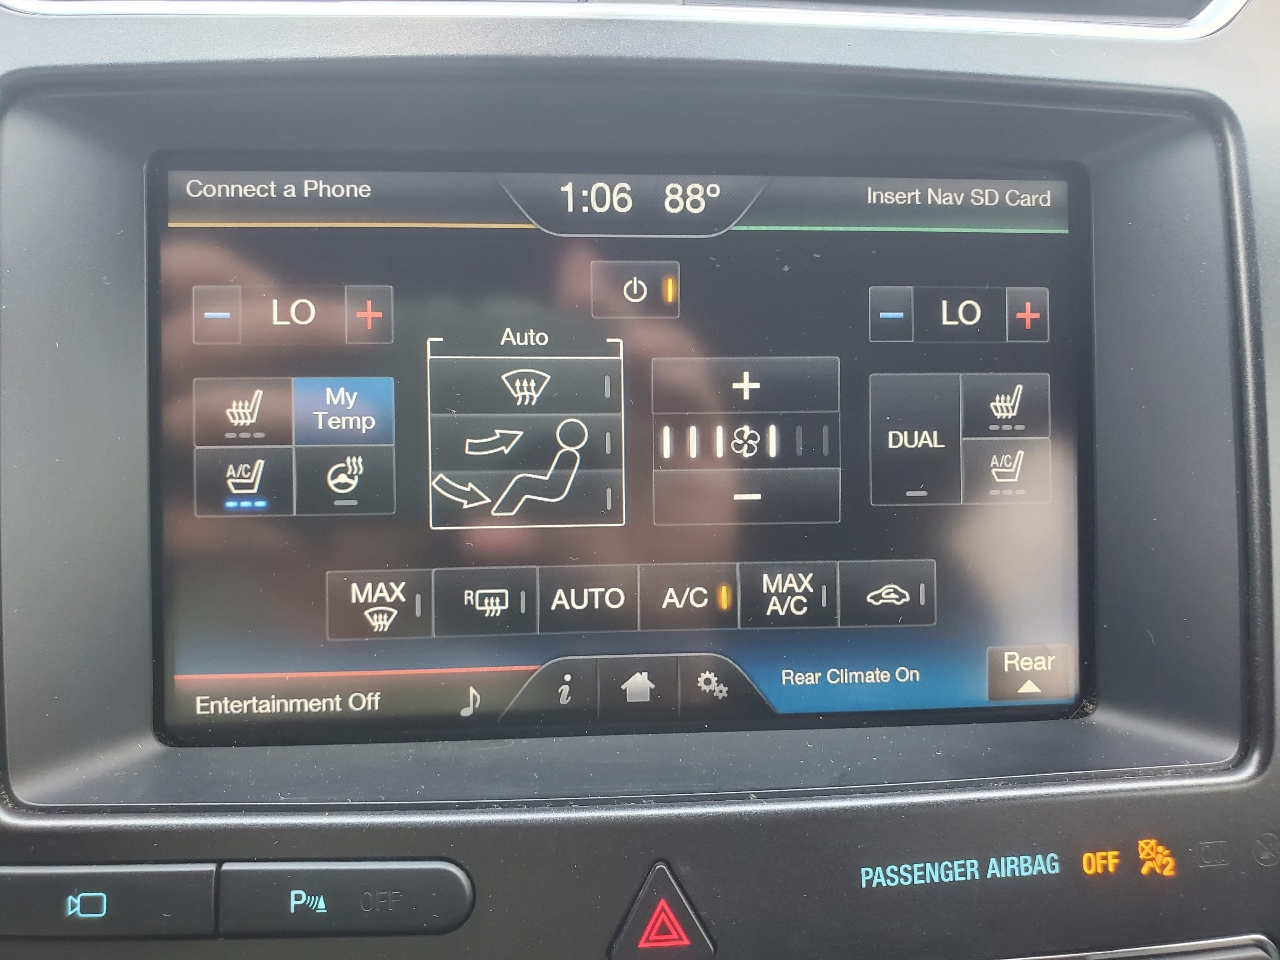 Connect a Phone
1:06 88°
Insert Nav SD Card
− LO +
− LO +
Auto
My
Temp
A/C
+
−
DUAL
A/C
MAX
R
AUTO
A/C
MAX
A/C
Entertainment Off
i
Rear Climate On
Rear
P OFF
PASSENGER AIRBAG OFF
2